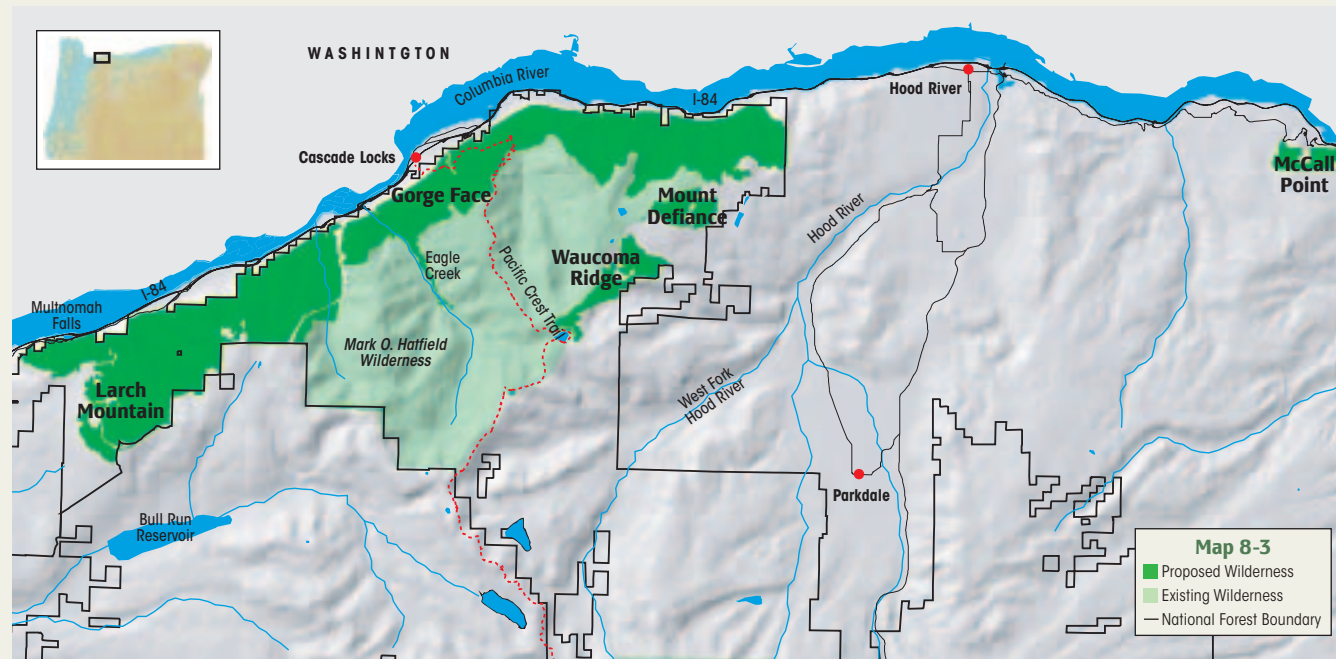 WASHINTGTON
Columbia River
I-84
Hood River
Cascade Locks
McCall
Point
Gorge Face
Mount
Defiance
Hood River
Eagle
Creek
Waucoma
Ridge
Pacific Crest Trail
I-84
Multnomah
Falls
Mark O. Hatfield
Wilderness
Larch
Mountain
West Fork
Hood River
Parkdale
Bull Run
Reservoir
Map 8-3
Proposed Wilderness
Existing Wilderness
National Forest Boundary